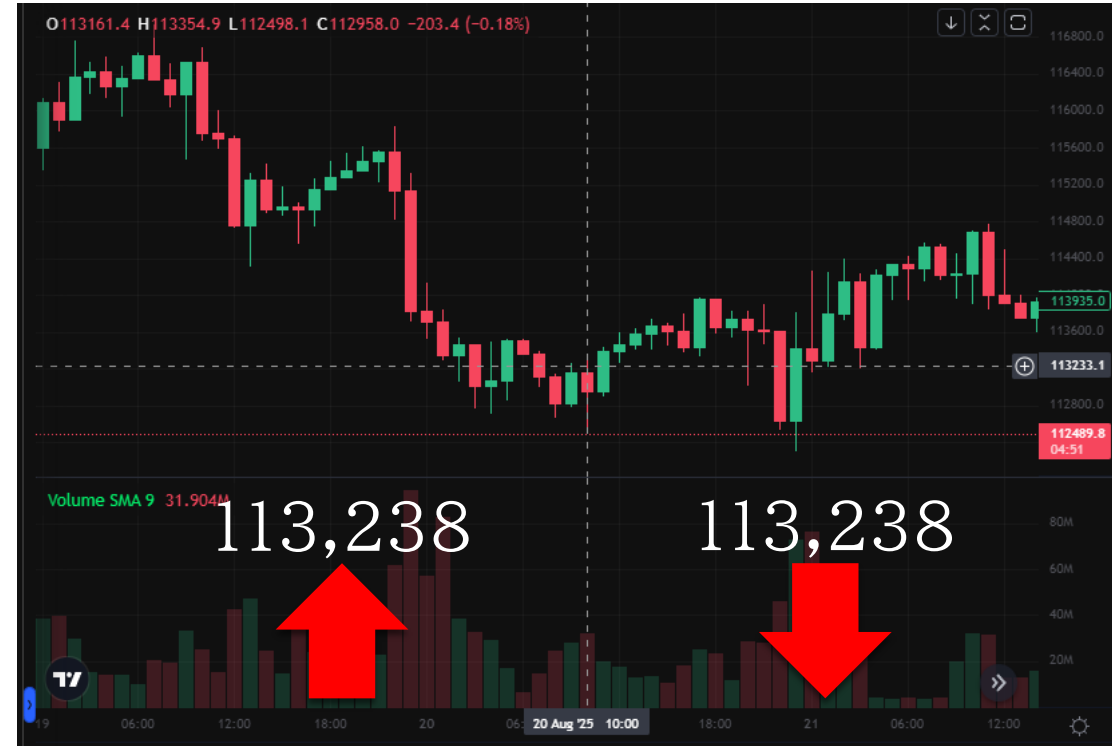 O113161.4 H113354.9 L112498.1 C112958.0 −203.4 (−0.18%)
116800.0
116400.0
116000.0
115600.0
115200.0
114800.0
114400.0
113935.0
113600.0
113233.1
112800.0
112489.8
04:51
Volume SMA 9 31.904M
113,238 113,238
80M
60M
40M
20M
19 06:00 12:00 18:00 20 06: 20 Aug '25 10:00 18:00 21 06:00 12:00